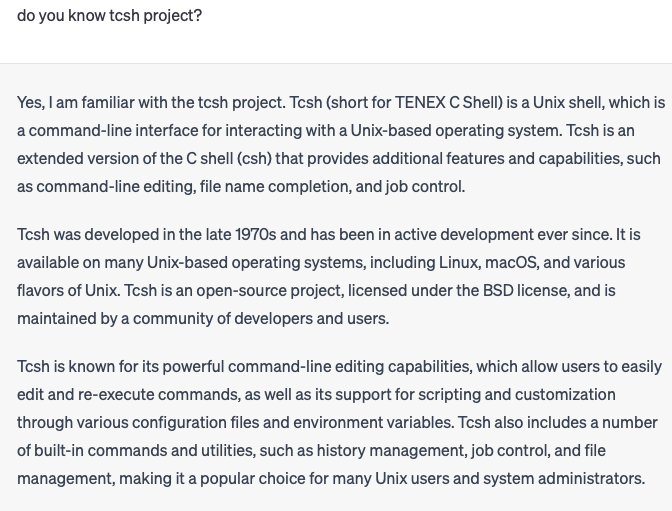 do you know tcsh project?
Yes, I am familiar with the tcsh project. Tcsh (short for TENEX C Shell) is a Unix shell, which is
a command-line interface for interacting with a Unix-based operating system. Tcsh is an
extended version of the C shell (csh) that provides additional features and capabilities, such
as command-line editing, file name completion, and job control.
Tcsh was developed in the late 1970s and has been in active development ever since. It is
available on many Unix-based operating systems, including Linux, macOS, and various
flavors of Unix. Tcsh is an open-source project, licensed under the BSD license, and is
maintained by a community of developers and users.
Tcsh is known for its powerful command-line editing capabilities, which allow users to easily
edit and re-execute commands, as well as its support for scripting and customization
through various configuration files and environment variables. Tcsh also includes a number
of built-in commands and utilities, such as history management, job control, and file
management, making it a popular choice for many Unix users and system administrators.